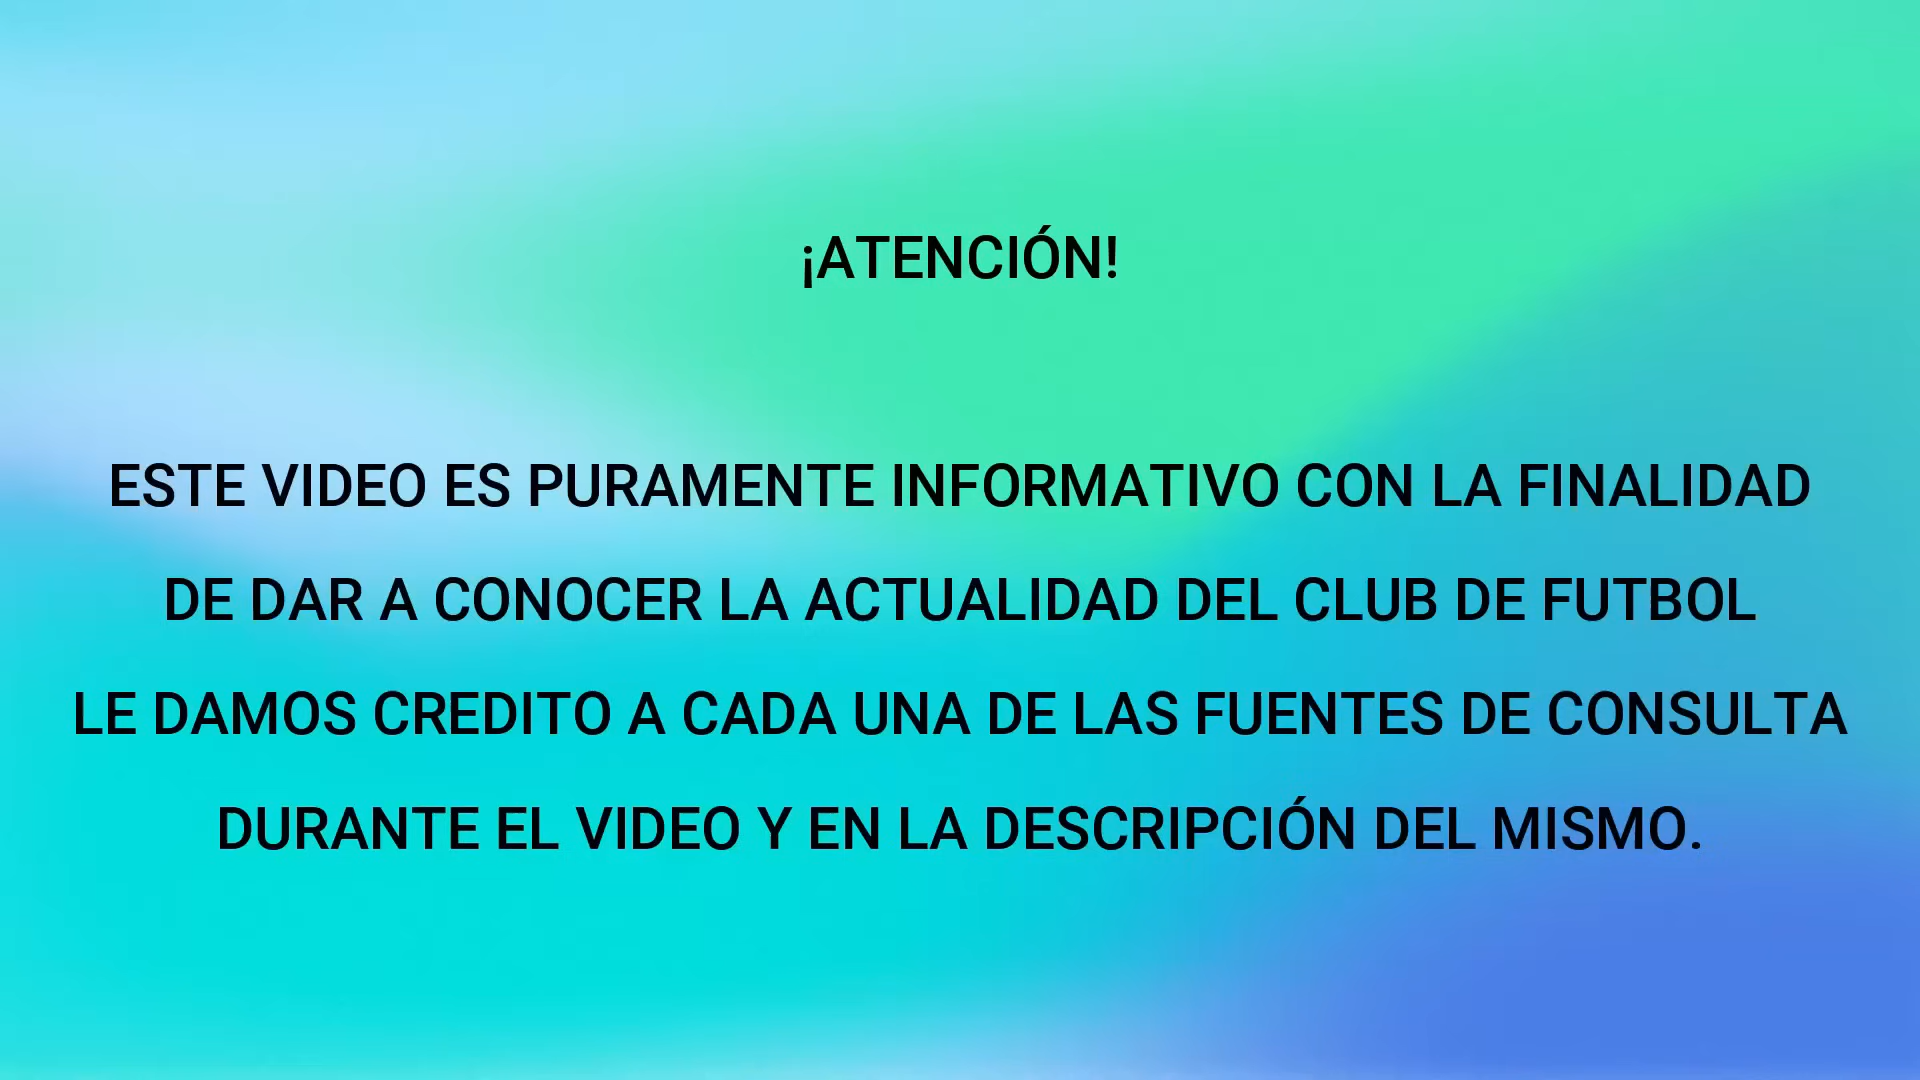 ¡ATENCIÓN!
ESTE VIDEO ES PURAMENTE INFORMATIVO CON LA FINALIDAD
DE DAR A CONOCER LA ACTUALIDAD DEL CLUB DE FUTBOL
LE DAMOS CREDITO A CADA UNA DE LAS FUENTES DE CONSULTA
DURANTE EL VIDEO Y EN LA DESCRIPCIÓN DEL MISMO.